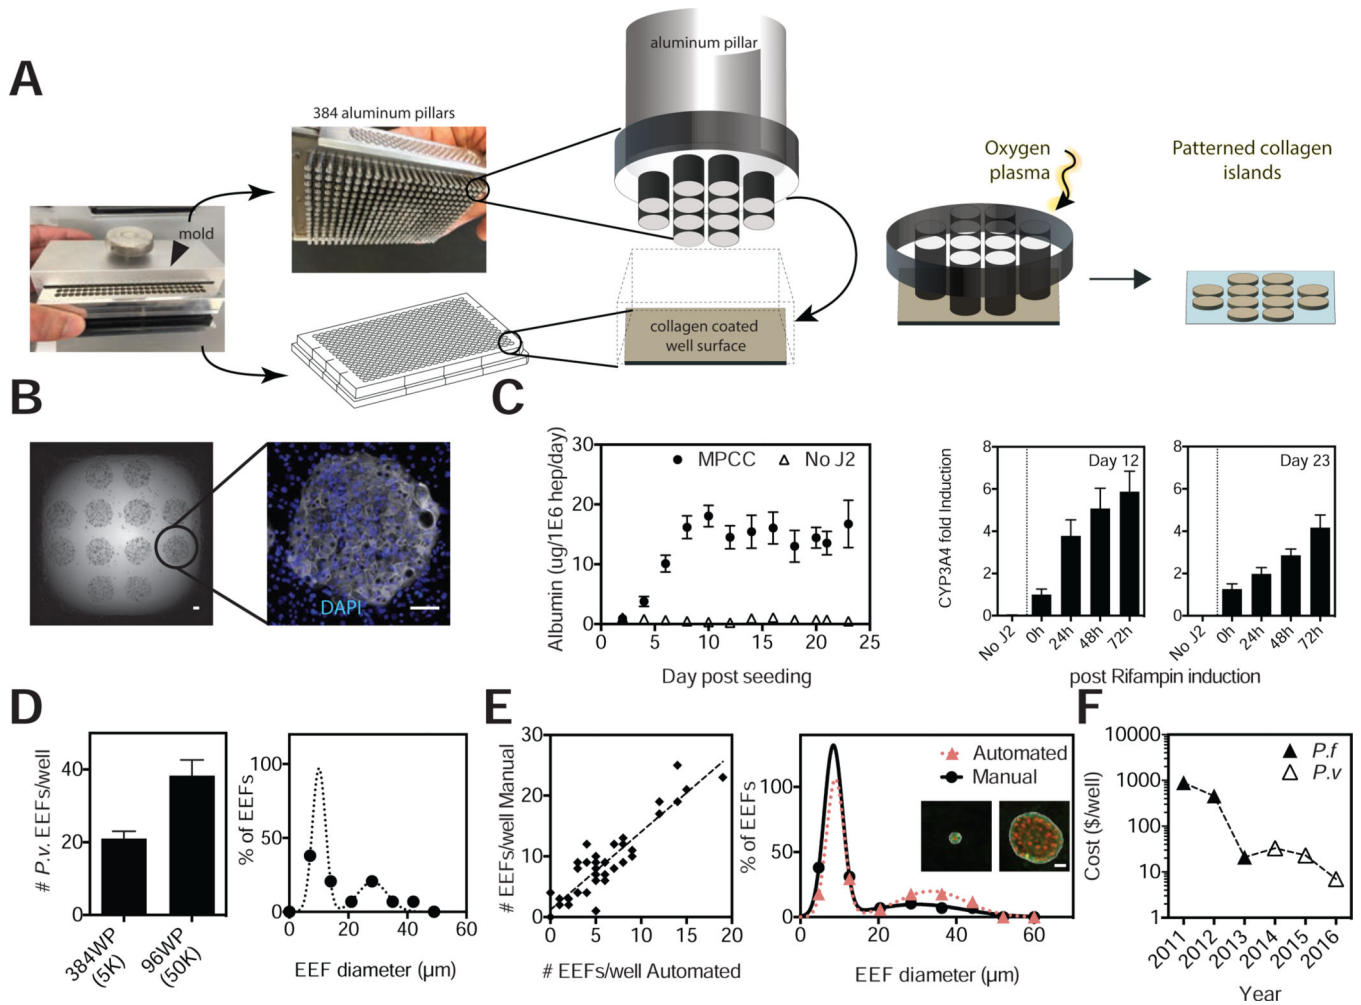 A
384 aluminum pillars
mold
aluminum pillar
collagen coated
well surface
Oxygen
plasma
Patterned collagen
islands
B
DAPI
C
Albumin (ug/1E6 hep/day)
30
20
10
0
MPCC
No J2
0
5
10
15
20
25
Day post seeding
CYP3A4 fold Induction
8
6
4
2
0
Day 12
No J2
0h
24h
48h
72h
8
6
4
2
0
Day 23
No J2
0h
24h
48h
72h
post Rifampin induction
D
# P.v. EEFs/well
40
20
0
384WP
(5K)
96WP
(50K)
% of EEFs
100
50
0
0
20
40
60
EEF diameter (µm)
E
# EEFs/well Manual
30
20
10
0
0
5
10
15
20
# EEFs/well Automated
% of EEFs
100
50
0
Automated
Manual
0
20
40
60
EEF diameter (µm)
F
Cost ($/well)
10000
1000
100
10
1
P.f
P.v
2011
2012
2013
2014
2015
2016
Year